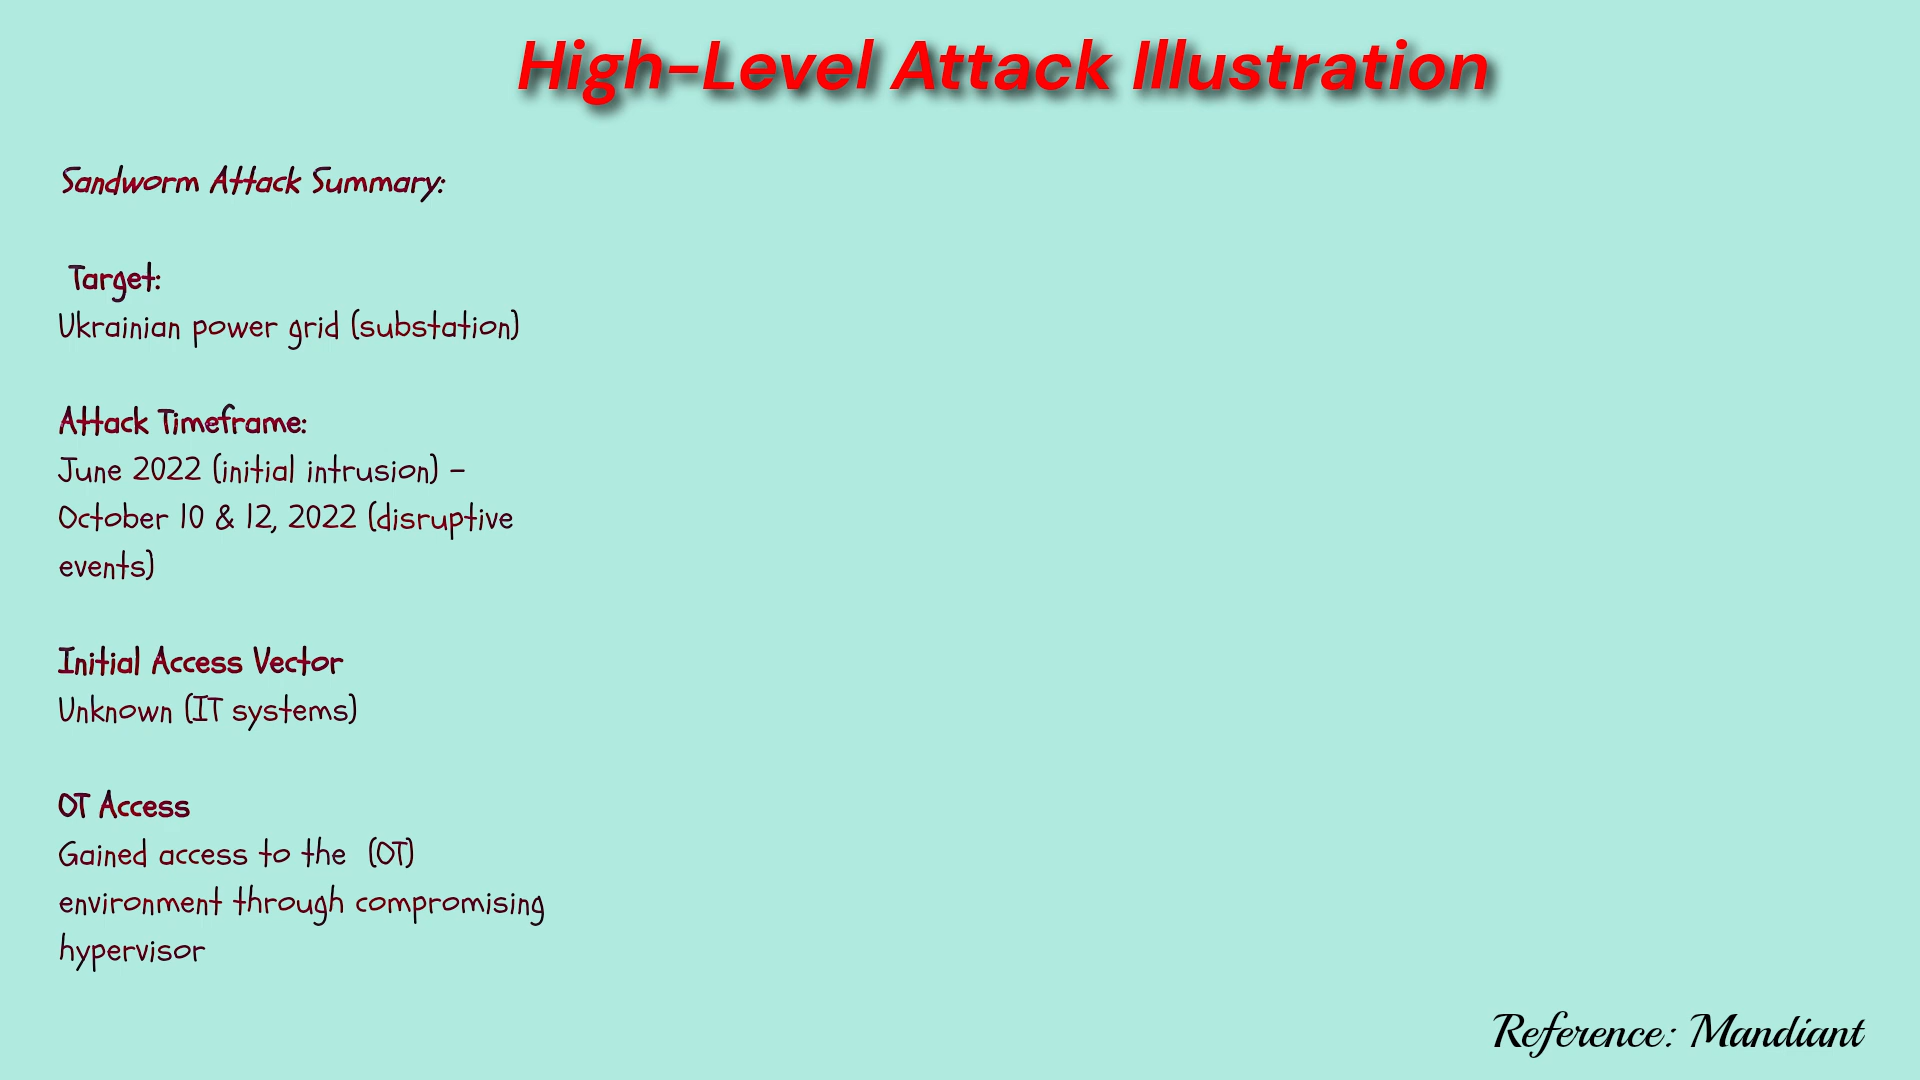 High-Level Attack Illustration
Sandworm Attack Summary:
Target:
Ukrainian power grid (substation)
Attack Timeframe:
June 2022 (initial intrusion) -
October 10 & 12, 2022 (disruptive
events)
Initial Access Vector
Unknown (IT systems)
OT Access
Gained access to the (OT)
environment through compromising
hypervisor
Reference: Mandiant